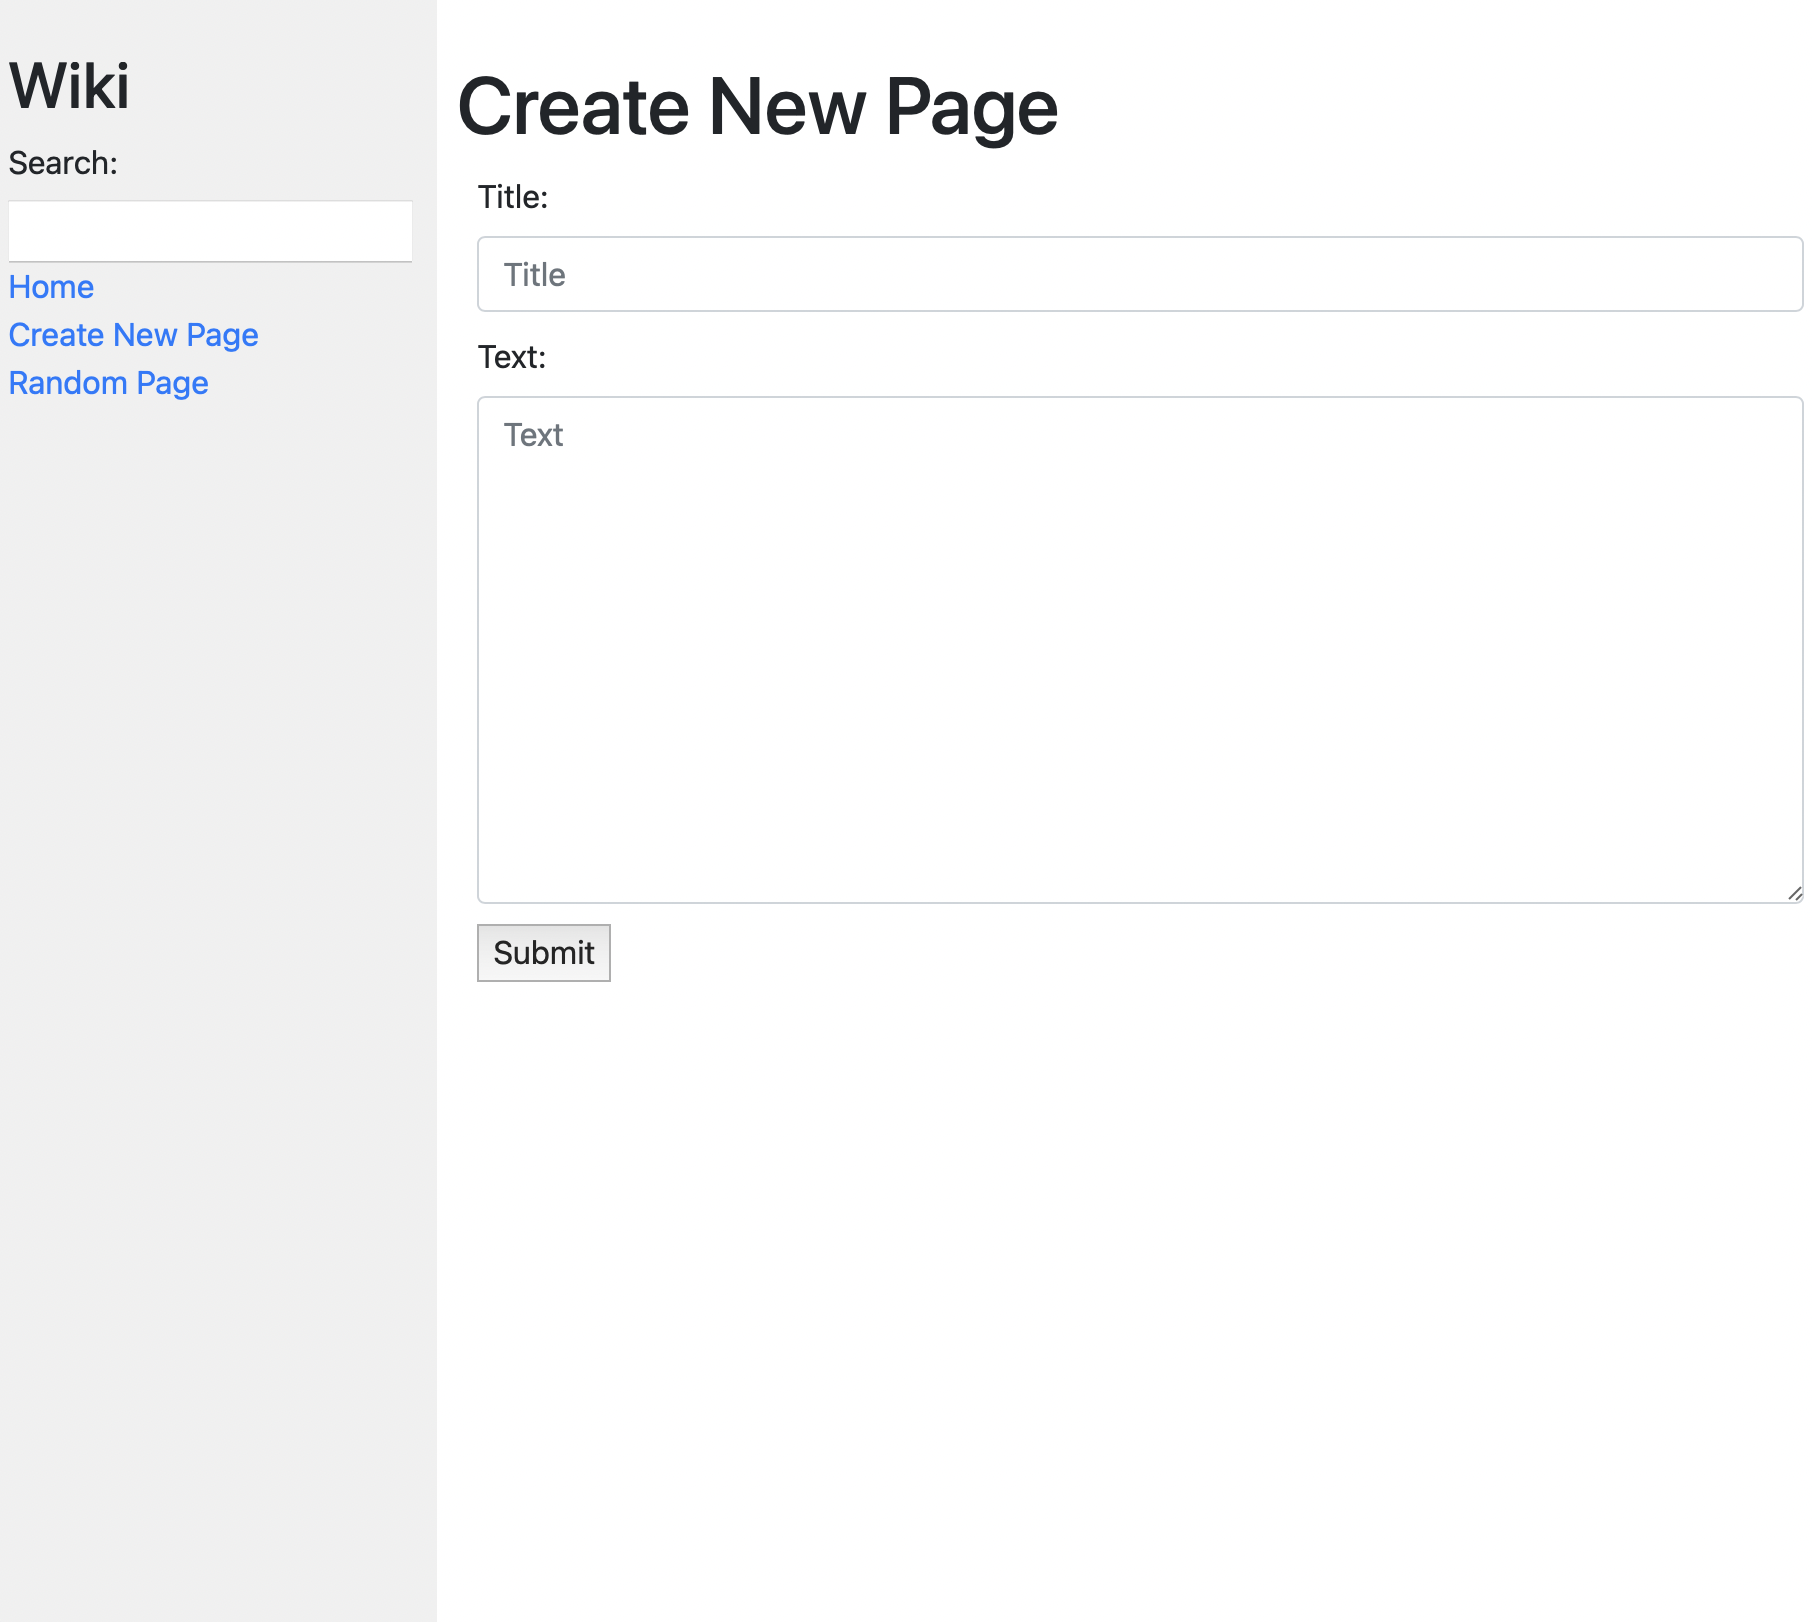 Wiki
Search:
Home
Create New Page
Random Page
Create New Page
Title:
Title
Text:
Text
Submit